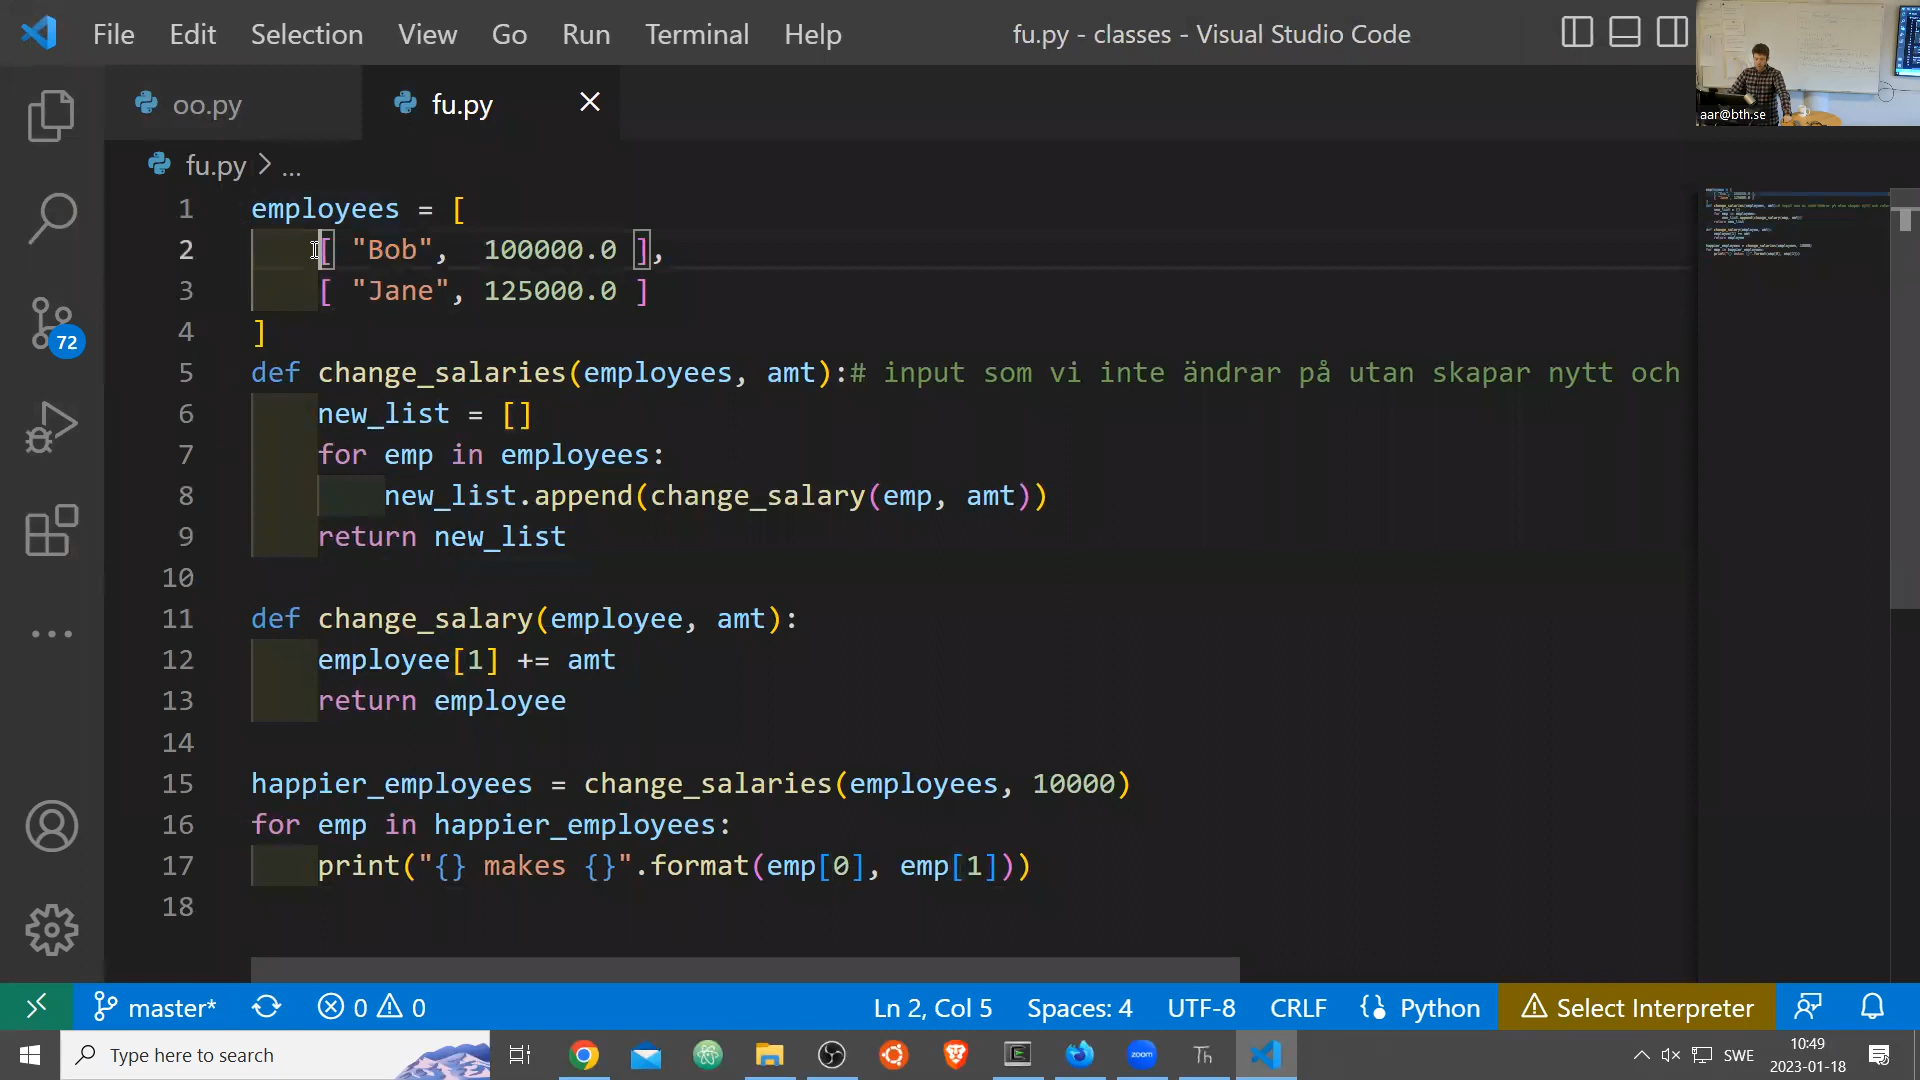 File Edit Selection View Go Run Terminal Help fu.py - classes - Visual Studio Code
aar@bth.se
oo.py fu.py
fu.py > ...
1 employees = [
2 [ "Bob",  100000.0 ],
3 [ "Jane", 125000.0 ]
4 ]
5 def change_salaries(employees, amt):# input som vi inte ändrar på utan skapar nytt och
6 new_list = []
7 for emp in employees:
8 new_list.append(change_salary(emp, amt))
9 return new_list
10
11 def change_salary(employee, amt):
12 employee[1] += amt
13 return employee
14
15 happier_employees = change_salaries(employees, 10000)
16 for emp in happier_employees:
17 print("{} makes {}".format(emp[0], emp[1]))
18
72
master* 0 0 Ln 2, Col 5 Spaces: 4 UTF-8 CRLF Python Select Interpreter
Type here to search zoom Th SWE 10:49
2023-01-18